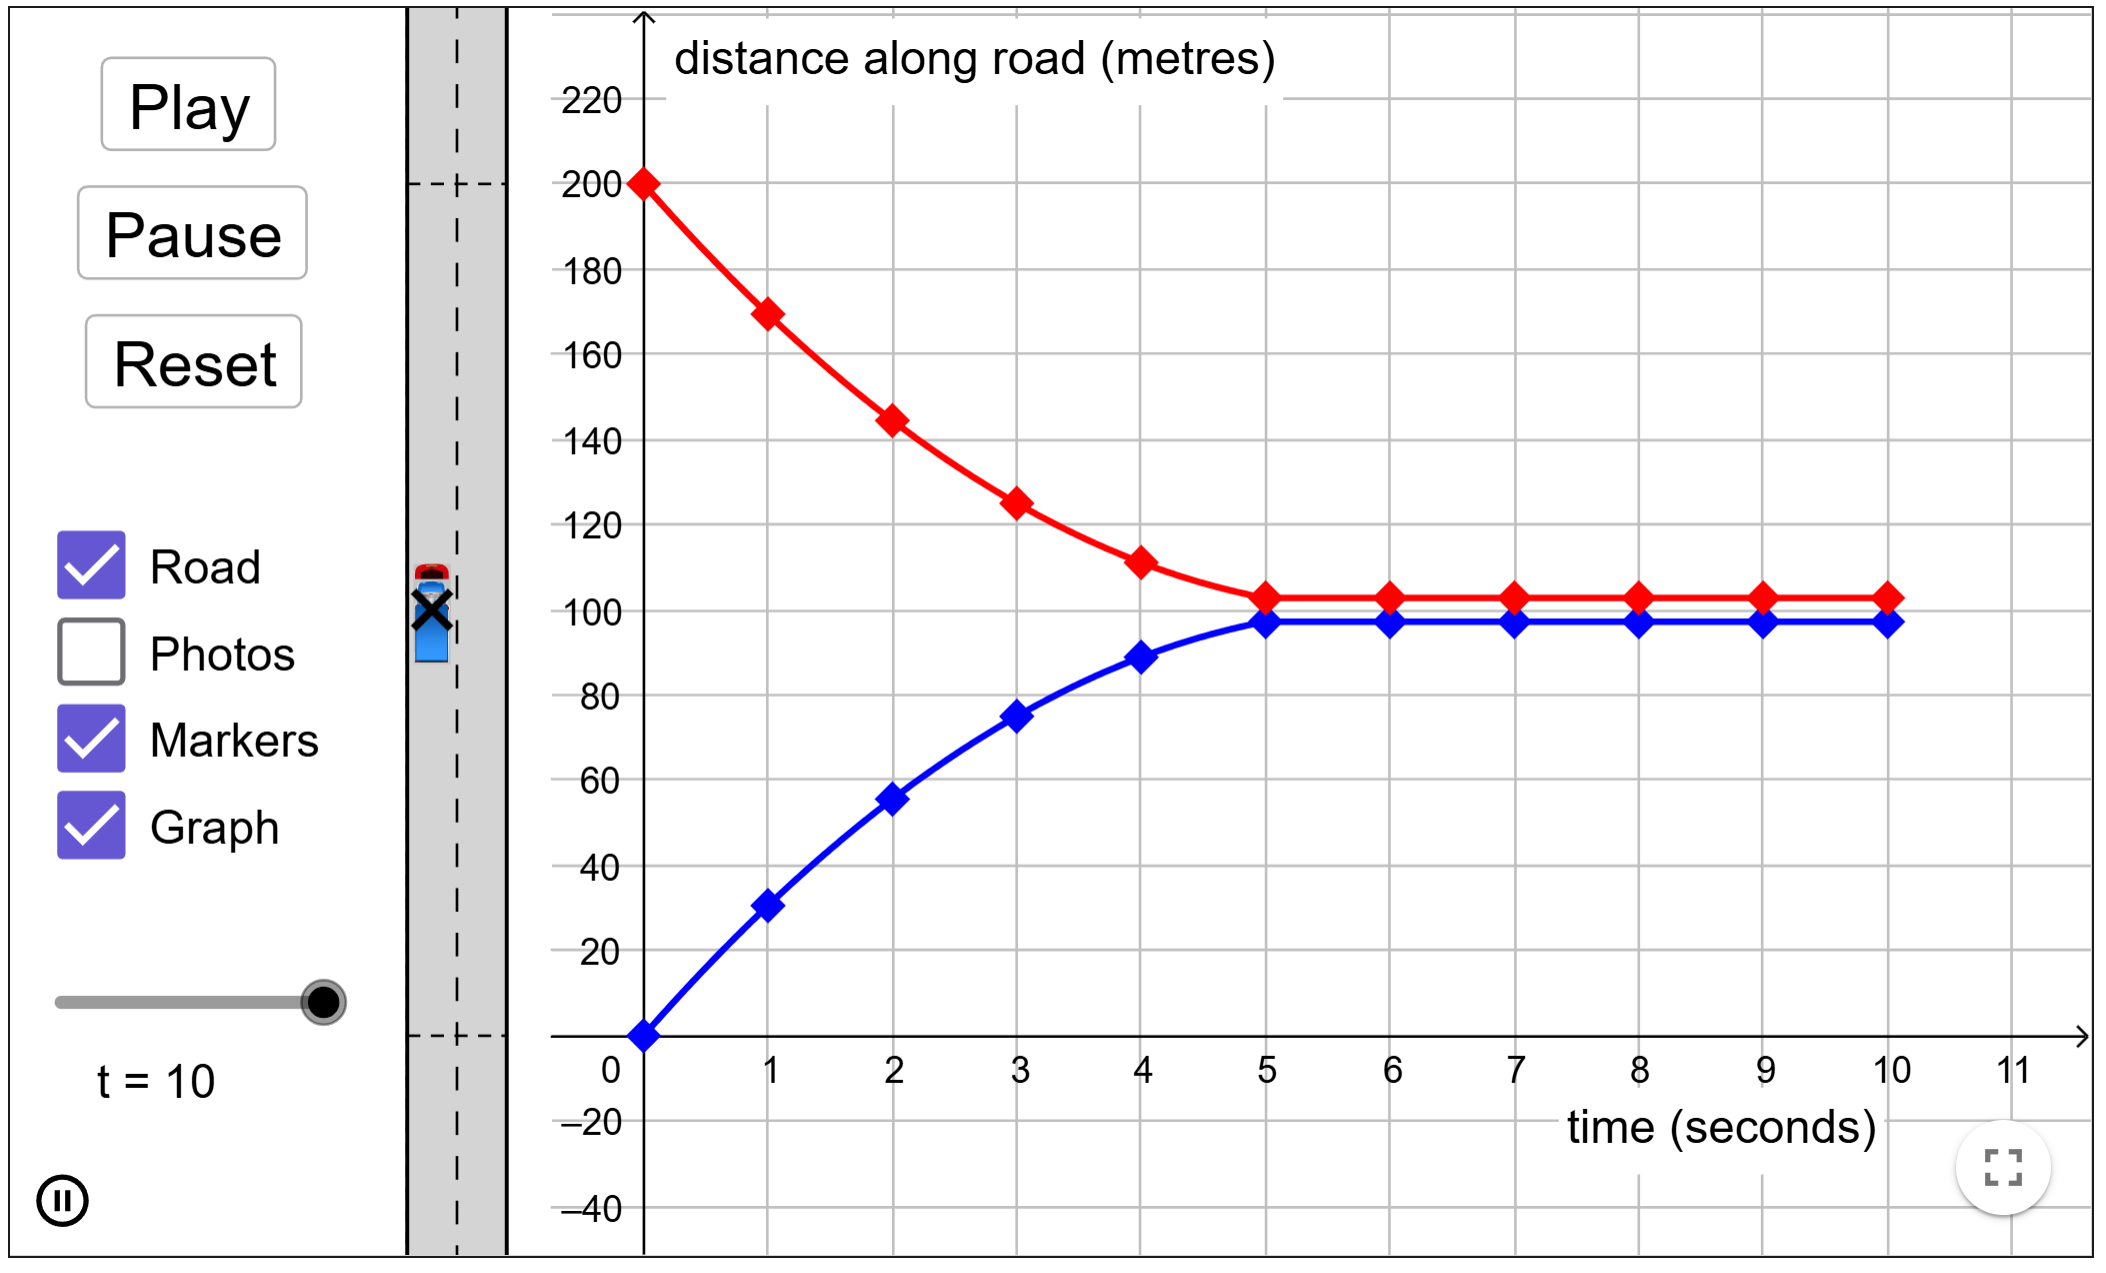 Play
Pause
Reset
Road
Photos
Markers
Graph
t = 10
distance along road (metres)
220
200
180
160
140
120
100
80
60
40
20
0 1 2 3 4 5 6 7 8 9 10 11
–20
time (seconds)
–40